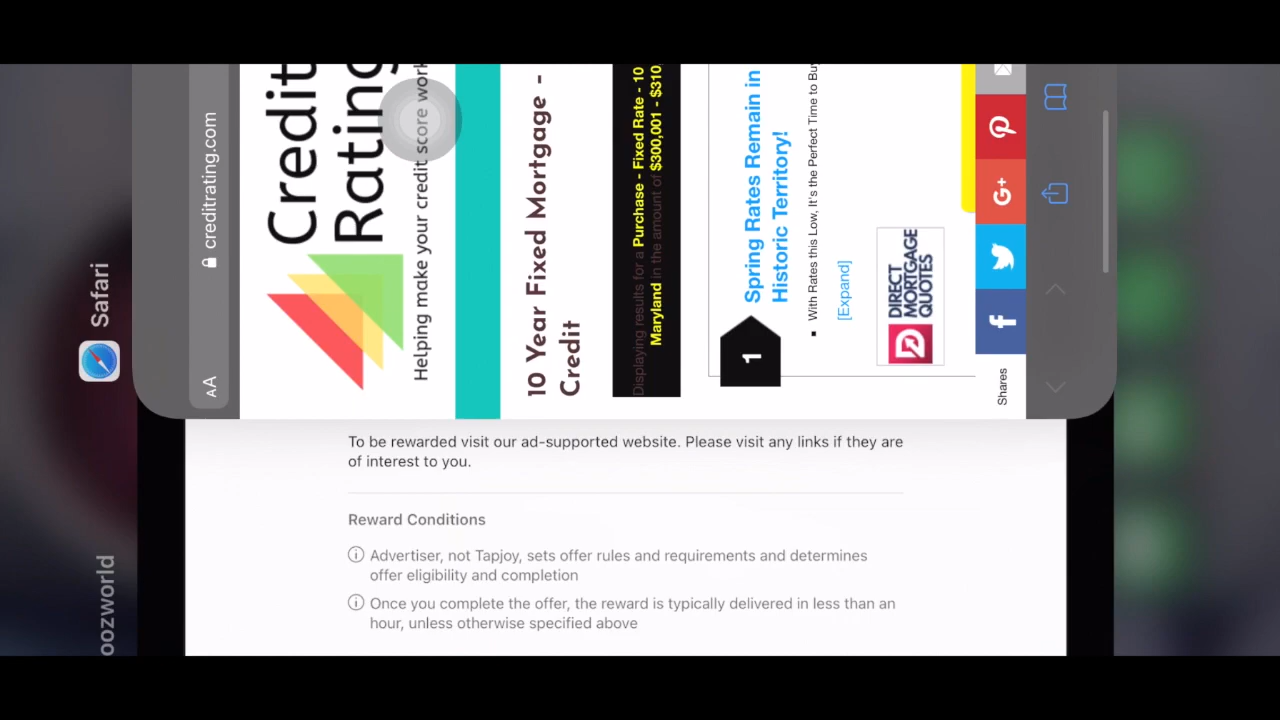 Safari
oozworld
AA
creditrating.com
Credit
Rating
Helping make your credit score work
10 Year Fixed Mortgage -
Credit
Displaying results for a Purchase - Fixed Rate - 10
Maryland in the amount of $300,001 - $310,
1
Spring Rates Remain in
Historic Territory!
With Rates this Low, It's the Perfect Time to Buy
[Expand]
DIRECT
MORTGAGE
QUOTES
Shares
To be rewarded visit our ad-supported website. Please visit any links if they are
of interest to you.
Reward Conditions
Advertiser, not Tapjoy, sets offer rules and requirements and determines
offer eligibility and completion
Once you complete the offer, the reward is typically delivered in less than an
hour, unless otherwise specified above